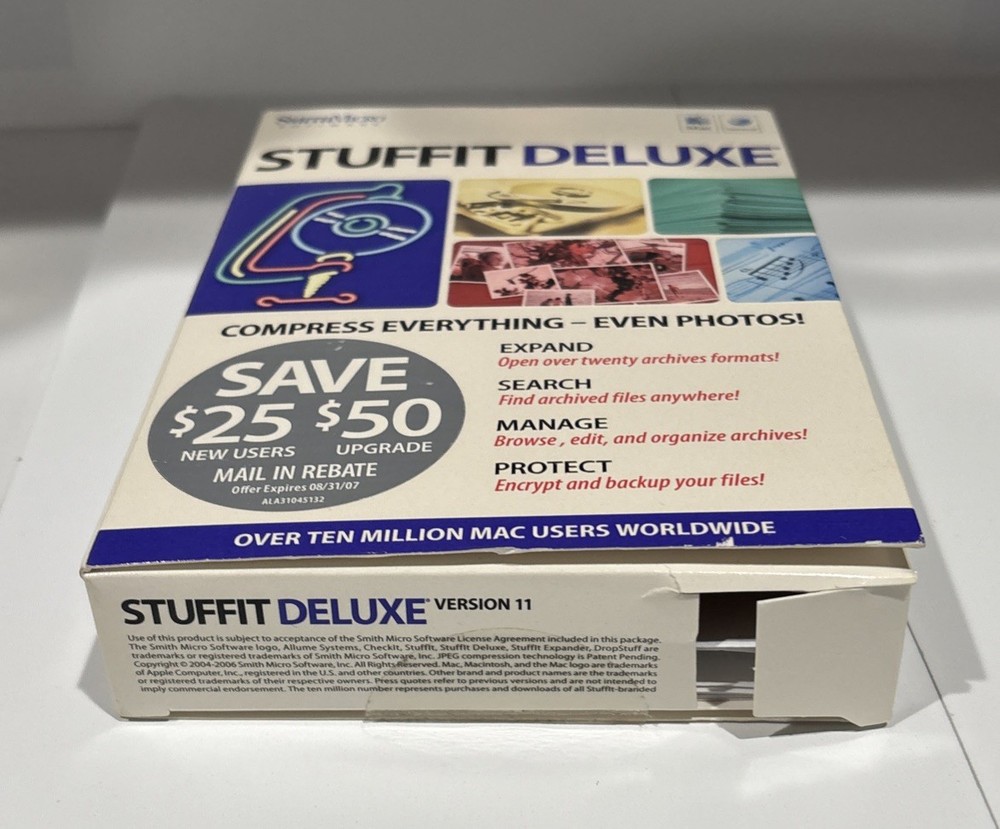 SmithMicro
SOFTWARE
STUFFIT DELUXE™
COMPRESS EVERYTHING – EVEN PHOTOS!
SAVE
$25 $50
NEW USERS UPGRADE
MAIL IN REBATE
Offer Expires 08/31/07
ALA31045132
EXPAND
Open over twenty archives formats!
SEARCH
Find archived files anywhere!
MANAGE
Browse , edit, and organize archives!
PROTECT
Encrypt and backup your files!
OVER TEN MILLION MAC USERS WORLDWIDE
STUFFIT DELUXE® VERSION 11
Use of this product is subject to acceptance of the Smith Micro Software License Agreement included in this package.
The Smith Micro Software logo, Allume Systems, CheckIt, StuffIt, StuffIt Deluxe, StuffIt Expander, DropStuff are
trademarks or registered trademarks of Smith Micro Software, Inc. JPEG compression technology is Patent Pending.
Copyright © 2004-2006 Smith Micro Software, Inc. All Rights Reserved. Mac, Macintosh, and the Mac logo are trademarks
of Apple Computer, Inc., registered in the U.S. and other countries. Other brand and product names are the trademarks
or registered trademarks of their respective owners. Press quotes refer to previous versions and are not intended to
imply commercial endorsement. The ten million number represents purchases and downloads of all StuffIt-branded